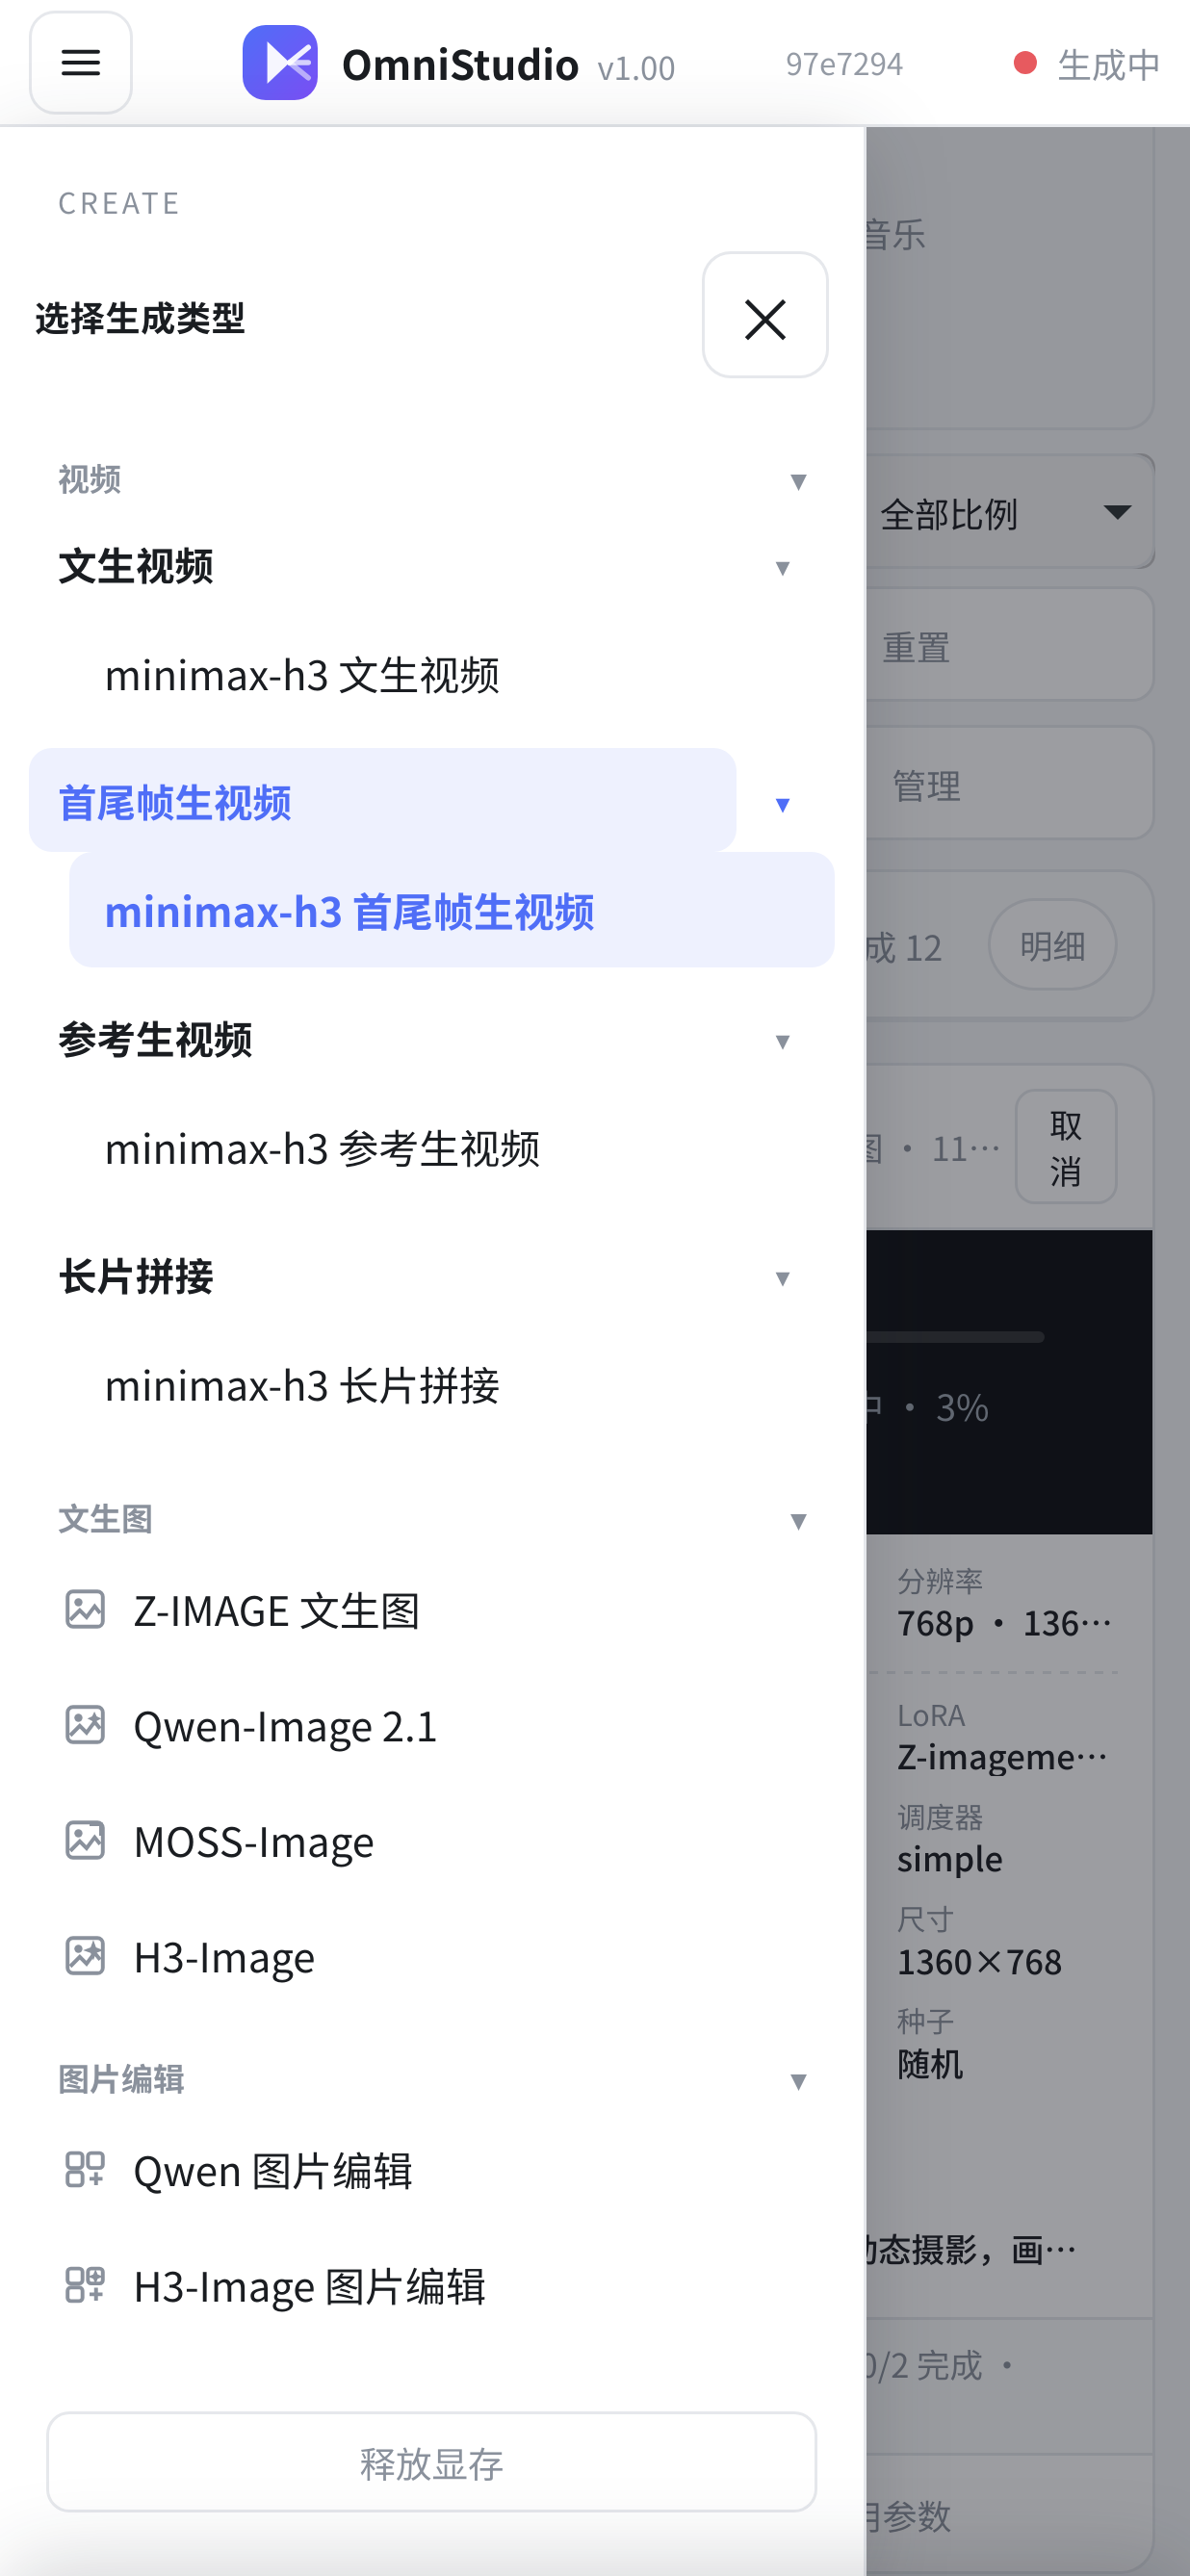 OmniStudio v1.00 97e7294 生成中
CREATE
选择生成类型
视频
文生视频
minimax-h3 文生视频
首尾帧生视频
minimax-h3 首尾帧生视频
参考生视频
minimax-h3 参考生视频
长片拼接
minimax-h3 长片拼接
文生图
Z-IMAGE 文生图
Qwen-Image 2.1
MOSS-Image
H3-Image
图片编辑
Qwen 图片编辑
H3-Image 图片编辑
释放显存
音乐
全部比例
重置
管理
成 12 明细
图 · 11… 取消
中 · 3%
分辨率
768p · 136…
LoRA
Z-imageme…
调度器
simple
尺寸
1360×768
种子
随机
动态摄影，画…
0/2 完成 ·
用参数